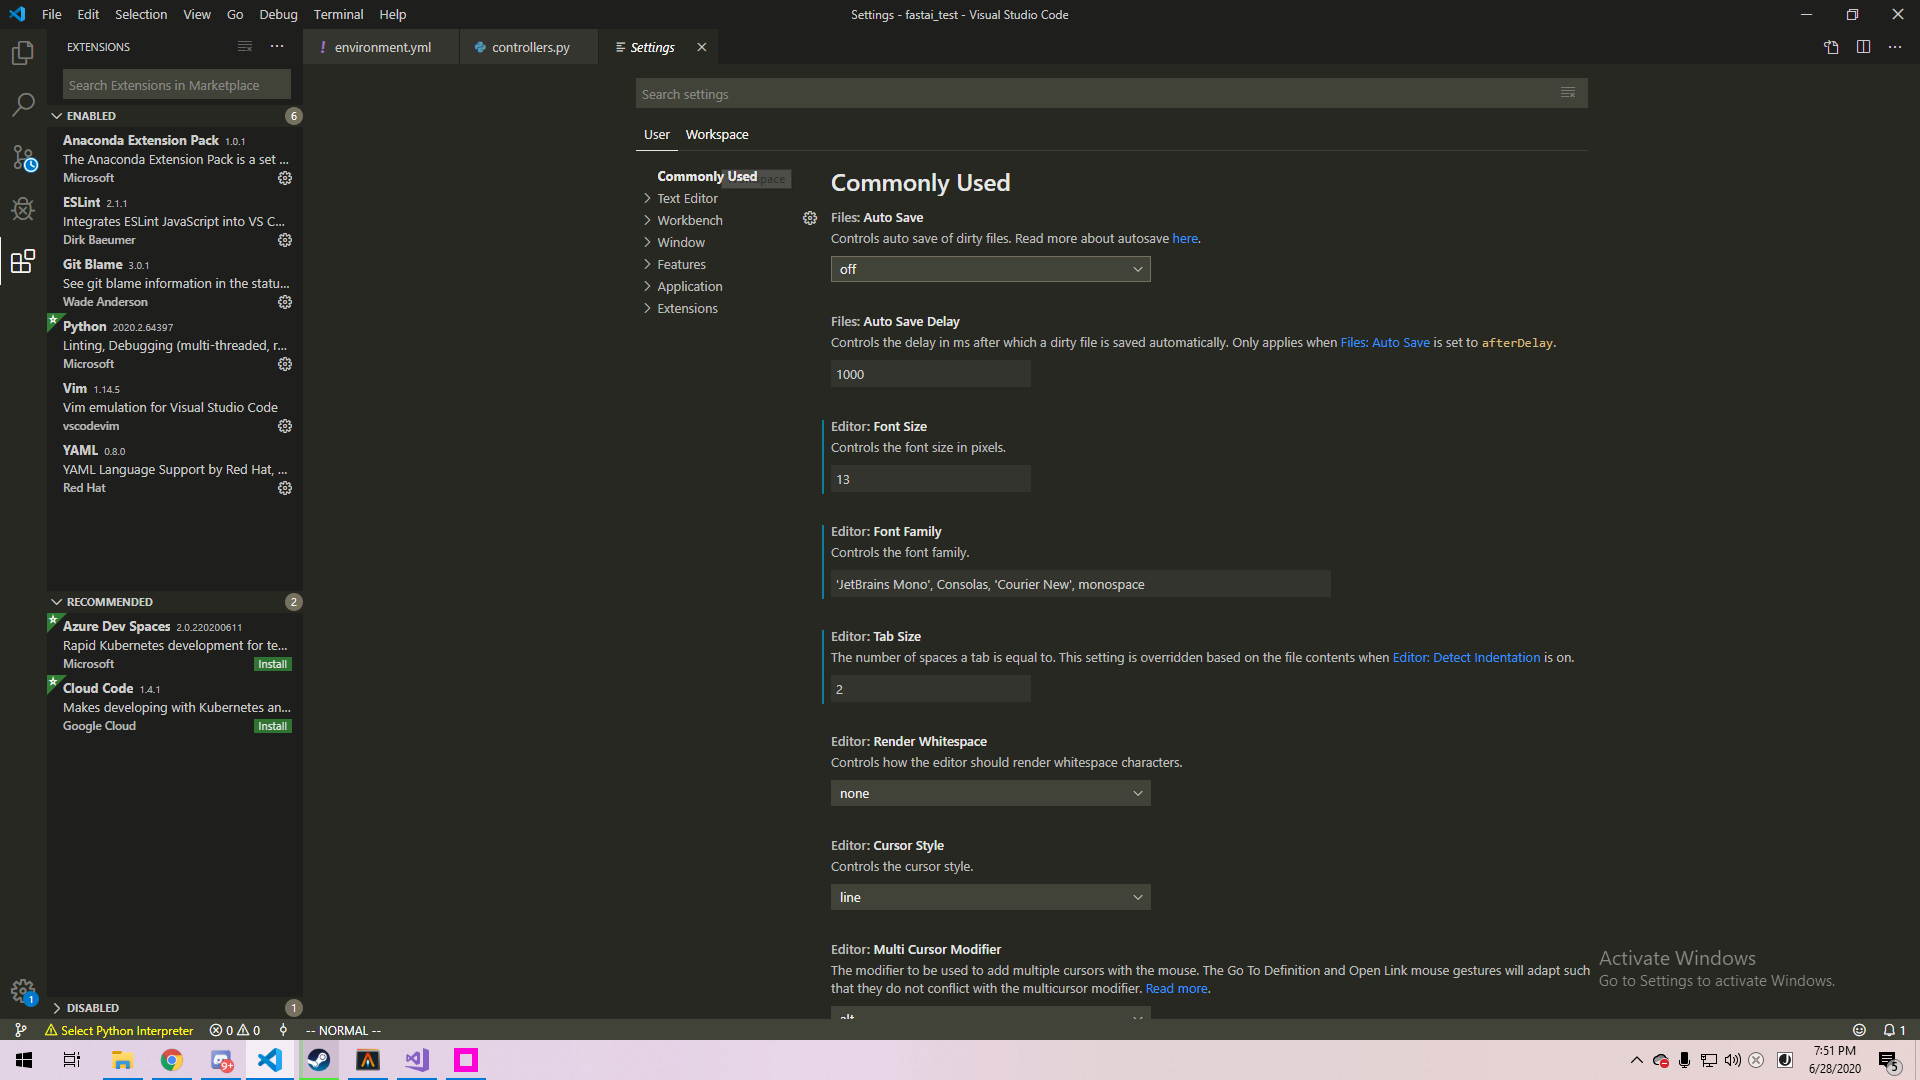 File Edit Selection View Go Debug Terminal Help
Settings - fastai_test - Visual Studio Code
EXTENSIONS
! environment.yml
controllers.py
Settings
Search Extensions in Marketplace
ENABLED 6
Anaconda Extension Pack 1.0.1
The Anaconda Extension Pack is a set ...
Microsoft
ESLint 2.1.1
Integrates ESLint JavaScript into VS C...
Dirk Baeumer
Git Blame 3.0.1
See git blame information in the statu...
Wade Anderson
Python 2020.2.64397
Linting, Debugging (multi-threaded, r...
Microsoft
Vim 1.14.5
Vim emulation for Visual Studio Code
vscodevim
YAML 0.8.0
YAML Language Support by Red Hat, ...
Red Hat
RECOMMENDED 2
Azure Dev Spaces 2.0.220200611
Rapid Kubernetes development for te...
Microsoft Install
Cloud Code 1.4.1
Makes developing with Kubernetes an...
Google Cloud Install
DISABLED 1
Search settings
User Workspace
Commonly Used
Text Editor
Workbench
Window
Features
Application
Extensions
Commonly Used
Files: Auto Save
Controls auto save of dirty files. Read more about autosave here.
off
Files: Auto Save Delay
Controls the delay in ms after which a dirty file is saved automatically. Only applies when Files: Auto Save is set to afterDelay.
1000
Editor: Font Size
Controls the font size in pixels.
13
Editor: Font Family
Controls the font family.
'JetBrains Mono', Consolas, 'Courier New', monospace
Editor: Tab Size
The number of spaces a tab is equal to. This setting is overridden based on the file contents when Editor: Detect Indentation is on.
2
Editor: Render Whitespace
Controls how the editor should render whitespace characters.
none
Editor: Cursor Style
Controls the cursor style.
line
Editor: Multi Cursor Modifier
The modifier to be used to add multiple cursors with the mouse. The Go To Definition and Open Link mouse gestures will adapt such
that they do not conflict with the multicursor modifier. Read more.
alt
Activate Windows
Go to Settings to activate Windows.
1
Select Python Interpreter 0 0 -- NORMAL -- 1
9+
7:51 PM
6/28/2020
5